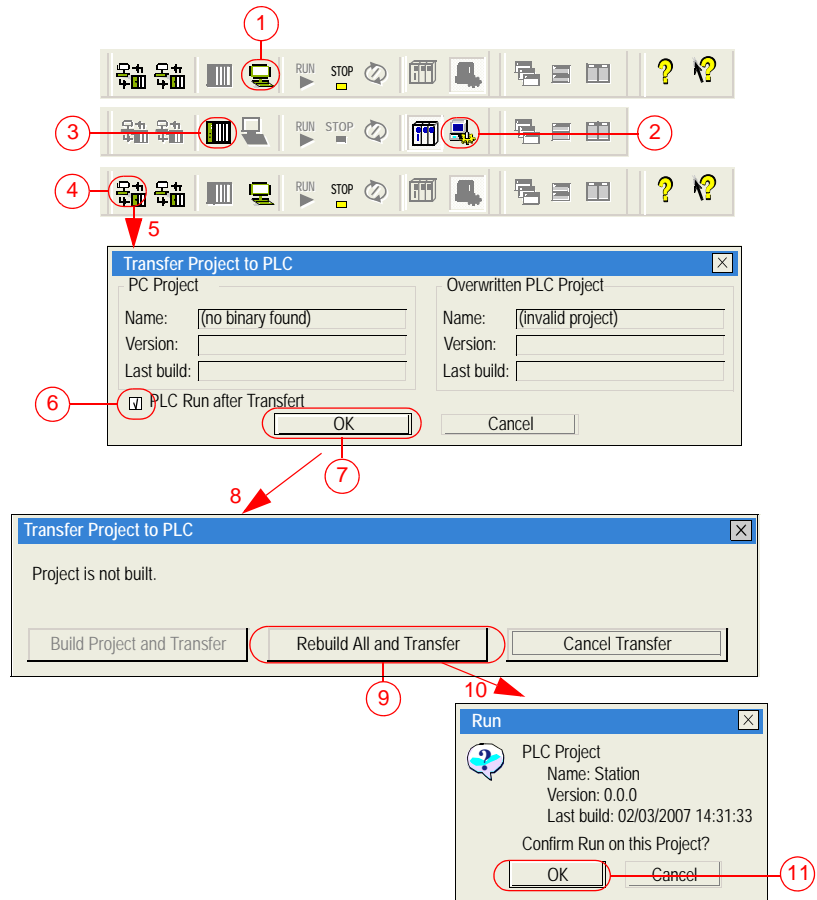 1
RUN STOP
3
RUN STOP
2
4
RUN STOP
5
Transfer Project to PLC
PC Project
Overwritten PLC Project
Name: (no binary found)
Name: (invalid project)
Version:
Version:
Last build:
Last build:
6
PLC Run after Transfert
OK
Cancel
7
8
Transfer Project to PLC
Project is not built.
Build Project and Transfer
Rebuild All and Transfer
Cancel Transfer
9
10
Run
PLC Project
Name: Station
Version: 0.0.0
Last build: 02/03/2007 14:31:33
Confirm Run on this Project?
OK
Cancel
11